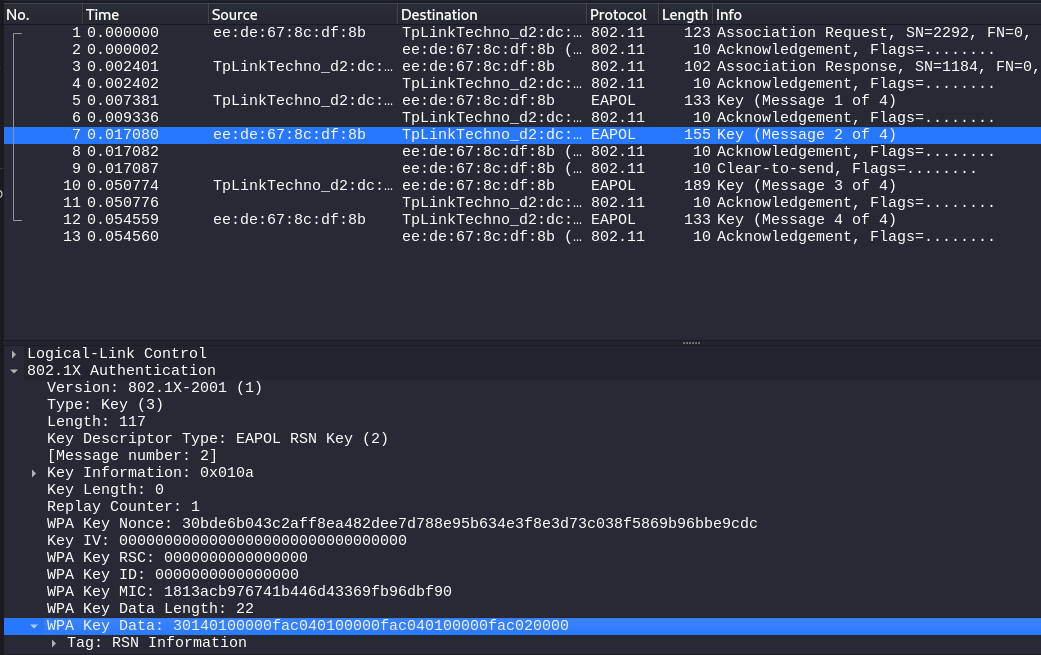 No. Time Source Destination Protocol Length Info
1 0.000000 ee:de:67:8c:df:8b TpLinkTechno_d2:dc:… 802.11 123 Association Request, SN=2292, FN=0,
2 0.000002 ee:de:67:8c:df:8b (… 802.11 10 Acknowledgement, Flags=........
3 0.002401 TpLinkTechno_d2:dc:… ee:de:67:8c:df:8b 802.11 102 Association Response, SN=1184, FN=0,
4 0.002402 TpLinkTechno_d2:dc:… 802.11 10 Acknowledgement, Flags=........
5 0.007381 TpLinkTechno_d2:dc:… ee:de:67:8c:df:8b EAPOL 133 Key (Message 1 of 4)
6 0.009336 TpLinkTechno_d2:dc:… 802.11 10 Acknowledgement, Flags=........
7 0.017080 ee:de:67:8c:df:8b TpLinkTechno_d2:dc:… EAPOL 155 Key (Message 2 of 4)
8 0.017082 ee:de:67:8c:df:8b (… 802.11 10 Acknowledgement, Flags=........
9 0.017087 ee:de:67:8c:df:8b (… 802.11 10 Clear-to-send, Flags=........
10 0.050774 TpLinkTechno_d2:dc:… ee:de:67:8c:df:8b EAPOL 189 Key (Message 3 of 4)
11 0.050776 TpLinkTechno_d2:dc:… 802.11 10 Acknowledgement, Flags=........
12 0.054559 ee:de:67:8c:df:8b TpLinkTechno_d2:dc:… EAPOL 133 Key (Message 4 of 4)
13 0.054560 ee:de:67:8c:df:8b (… 802.11 10 Acknowledgement, Flags=........
Logical-Link Control
802.1X Authentication
Version: 802.1X-2001 (1)
Type: Key (3)
Length: 117
Key Descriptor Type: EAPOL RSN Key (2)
[Message number: 2]
Key Information: 0x010a
Key Length: 0
Replay Counter: 1
WPA Key Nonce: 30bde6b043c2aff8ea482dee7d788e95b634e3f8e3d73c038f5869b96bbe9cdc
Key IV: 00000000000000000000000000000000
WPA Key RSC: 0000000000000000
WPA Key ID: 0000000000000000
WPA Key MIC: 1813acb976741b446d43369fb96dbf90
WPA Key Data Length: 22
WPA Key Data: 30140100000fac040100000fac040100000fac020000
Tag: RSN Information